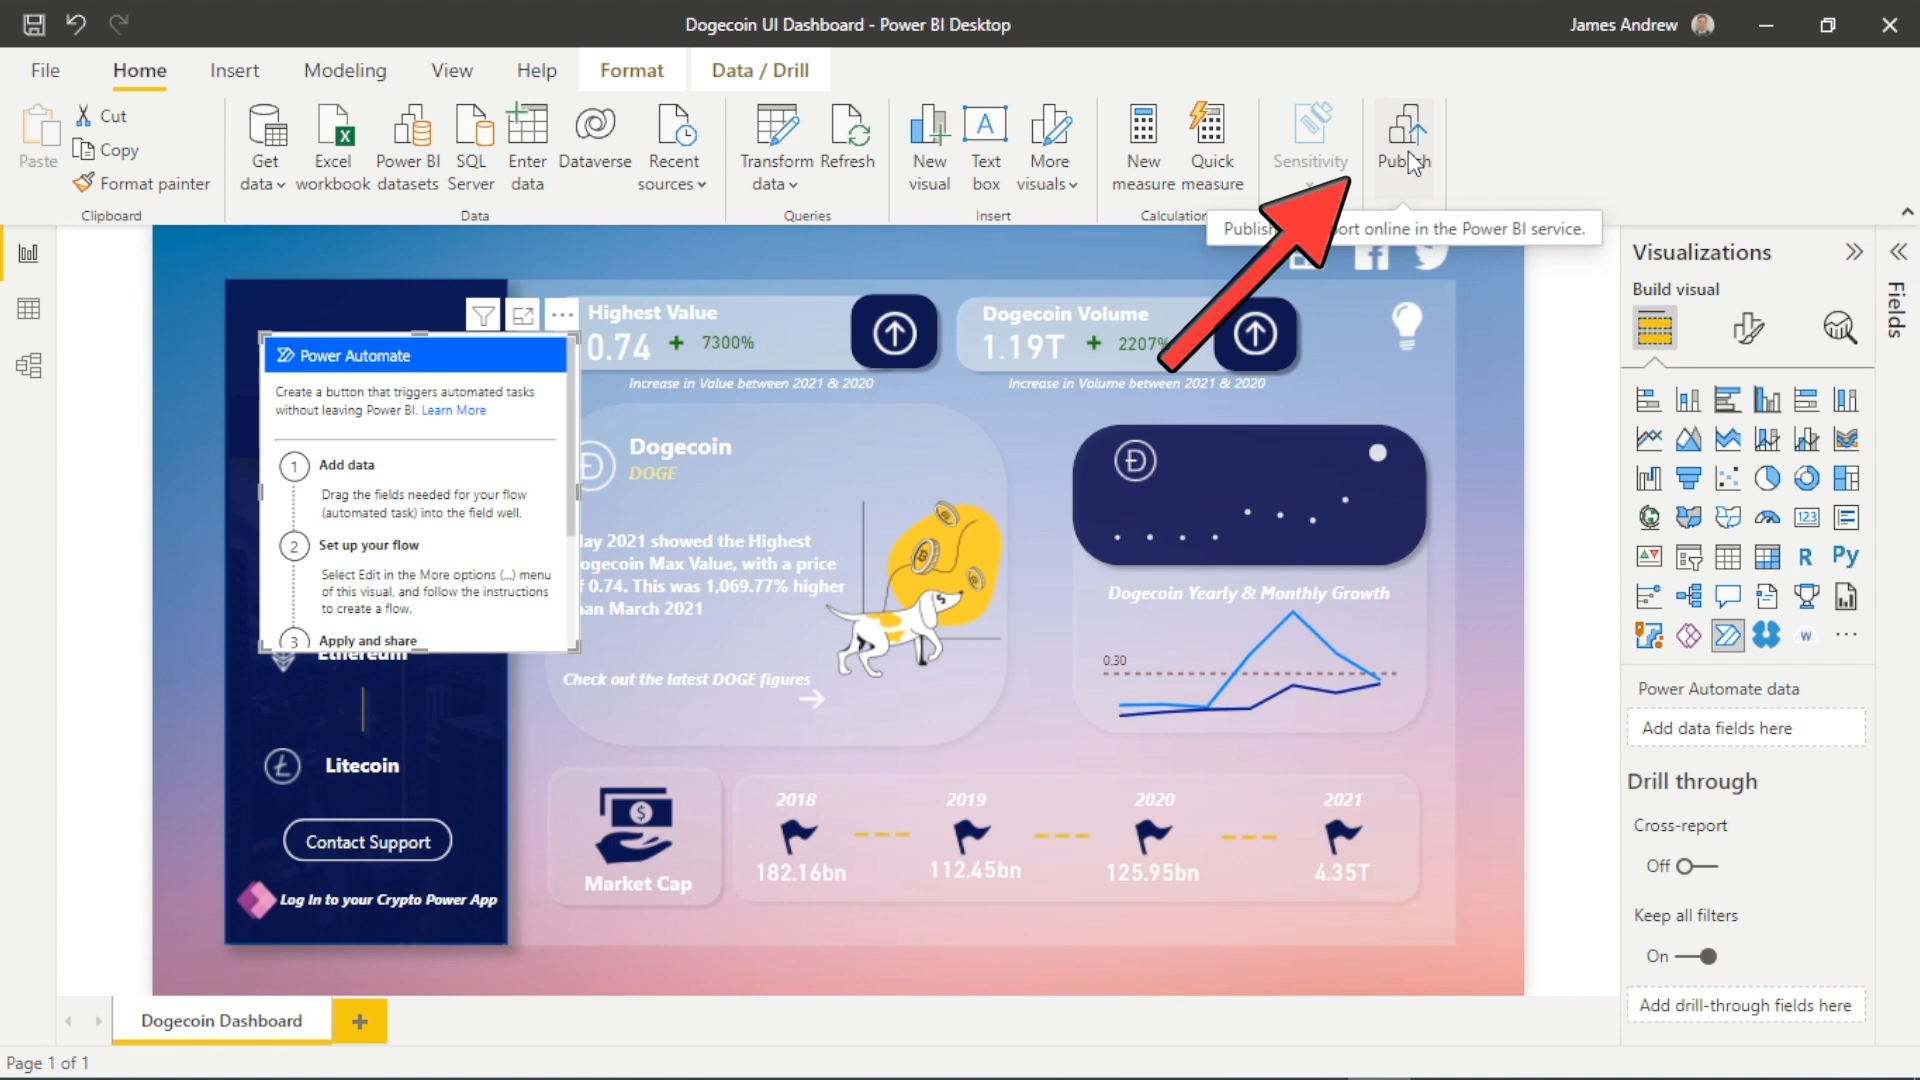 Dogecoin UI Dashboard - Power BI Desktop
James Andrew
File
Home
Insert
Modeling
View
Help
Format
Data / Drill
Paste
Cut
Copy
Format painter
Clipboard
Get data
Excel workbook
Power BI datasets
SQL Server
Enter data
Dataverse
Recent sources
Data
Transform data
Refresh
Queries
New visual
Text box
More visuals
Insert
New measure
Quick measure
Sensitivity
Publish
online in the Power BI service.
Visualizations
Build visual
Fields
Highest Value
0.74
+
7300%
Increase in Value between 2021 & 2020
Dogecoin Volume
1.19T
+
2207%
Increase in Volume between 2021 & 2020
Power Automate
Create a button that triggers automated tasks
without leaving Power BI. Learn More
1
Add data
Drag the fields needed for your flow
(automated task) into the field well.
2
Set up your flow
Select Edit in the More options (...) menu
of this visual, and follow the instructions
to create a flow.
3
Apply and share
Dogecoin
DOGE
2021 showed the Highest
Max Value, with a price
0.74. This was 1,069.77% higher
March 2021
Check out the latest DOGE figures
Dogecoin Yearly & Monthly Growth
0.30
Ethereum
Litecoin
Contact Support
Log In to your Crypto Power App
Market Cap
2018
182.16bn
2019
112.45bn
2020
125.95bn
2021
4.35T
123
R
Py
W
Power Automate data
Add data fields here
Drill through
Cross-report
Off
Keep all filters
On
Add drill-through fields here
Dogecoin Dashboard
+
Page 1 of 1